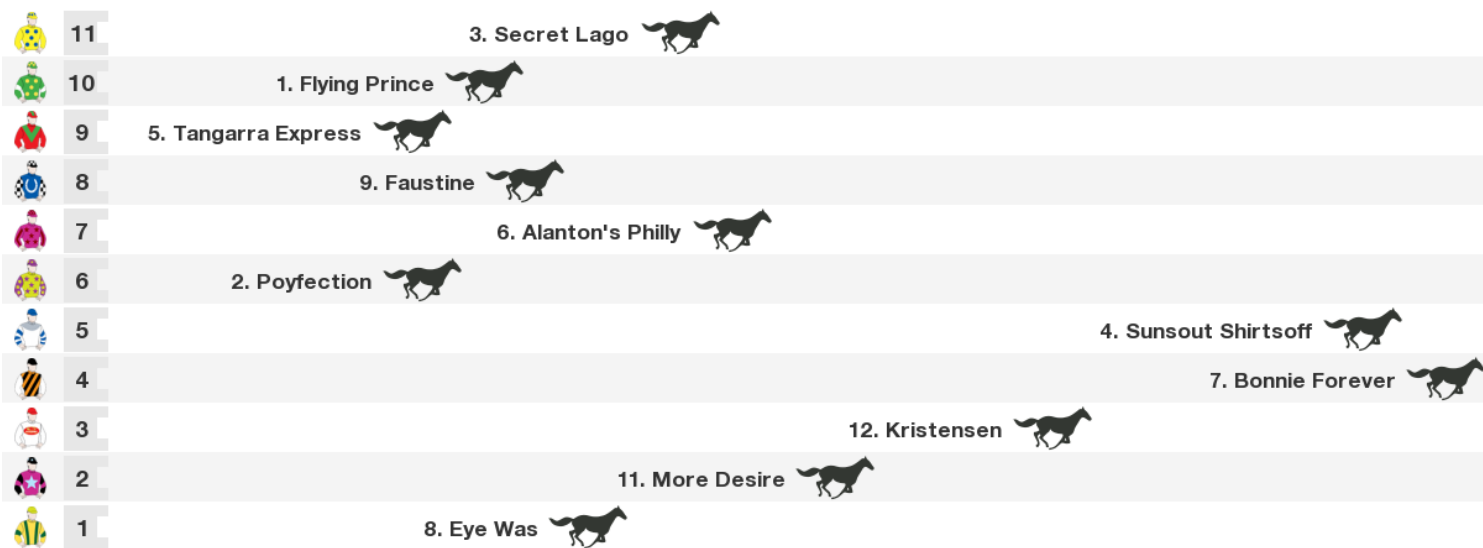 11 3. Secret Lago
10 1. Flying Prince
9 5. Tangarra Express
8 9. Faustine
7 6. Alanton's Philly
6 2. Poyfection
5 4. Sunsout Shirtsoff
4 7. Bonnie Forever
3 12. Kristensen
2 11. More Desire
1 8. Eye Was